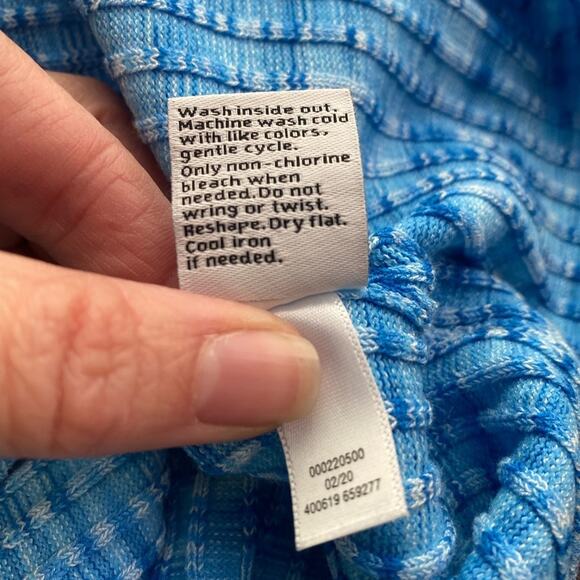 Wash inside out.
Machine wash cold
with like colors,
gentle cycle.
Only non-chlorine
bleach when
needed. Do not
wring or twist.
Reshape. Dry flat.
Cool iron
if needed.
000220500
02/20
400619 659277